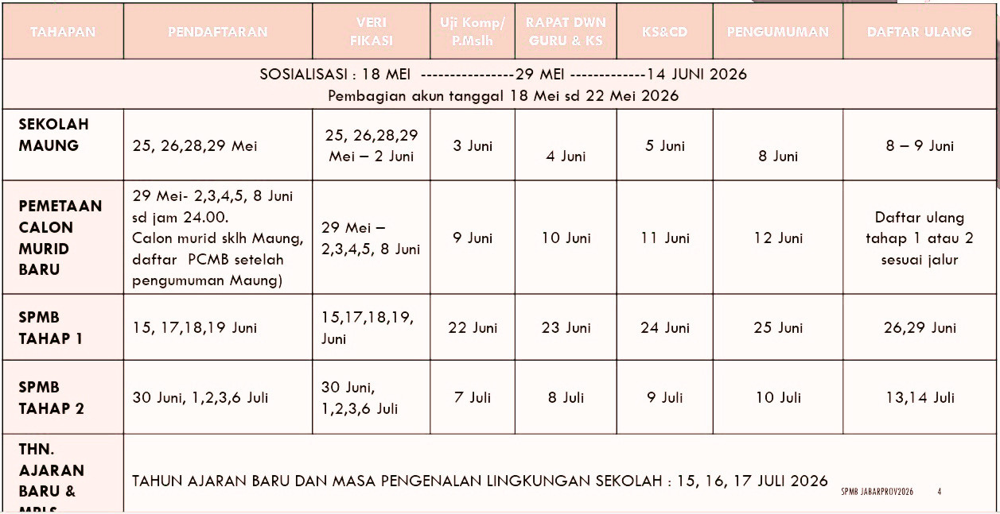 TAHAPAN
PENDAFTARAN
VERI
FIKASI
Uji Komp/
P.Mslh
RAPAT DWN
GURU & KS
KS&CD
PENGUMUMAN
DAFTAR ULANG
SOSIALISASI : 18 MEI ----------------29 MEI -------------14 JUNI 2026
Pembagian akun tanggal 18 Mei sd 22 Mei 2026
SEKOLAH
MAUNG
25, 26,28,29 Mei
25, 26,28,29
Mei – 2 Juni
3 Juni
4 Juni
5 Juni
8 Juni
8 – 9 Juni
PEMETAAN
CALON
MURID
BARU
29 Mei- 2,3,4,5, 8 Juni
sd jam 24.00.
Calon murid sklh Maung,
daftar PCMB setelah
pengumuman Maung)
29 Mei –
2,3,4,5, 8 Juni
9 Juni
10 Juni
11 Juni
12 Juni
Daftar ulang
tahap 1 atau 2
sesuai jalur
SPMB
TAHAP 1
15, 17,18,19 Juni
15,17,18,19,
Juni
22 Juni
23 Juni
24 Juni
25 Juni
26,29 Juni
SPMB
TAHAP 2
30 Juni, 1,2,3,6 Juli
30 Juni,
1,2,3,6 Juli
7 Juli
8 Juli
9 Juli
10 Juli
13,14 Juli
THN.
AJARAN
BARU &
MPLS
TAHUN AJARAN BARU DAN MASA PENGENALAN LINGKUNGAN SEKOLAH : 15, 16, 17 JULI 2026
SPMB JABARPROV2026 4